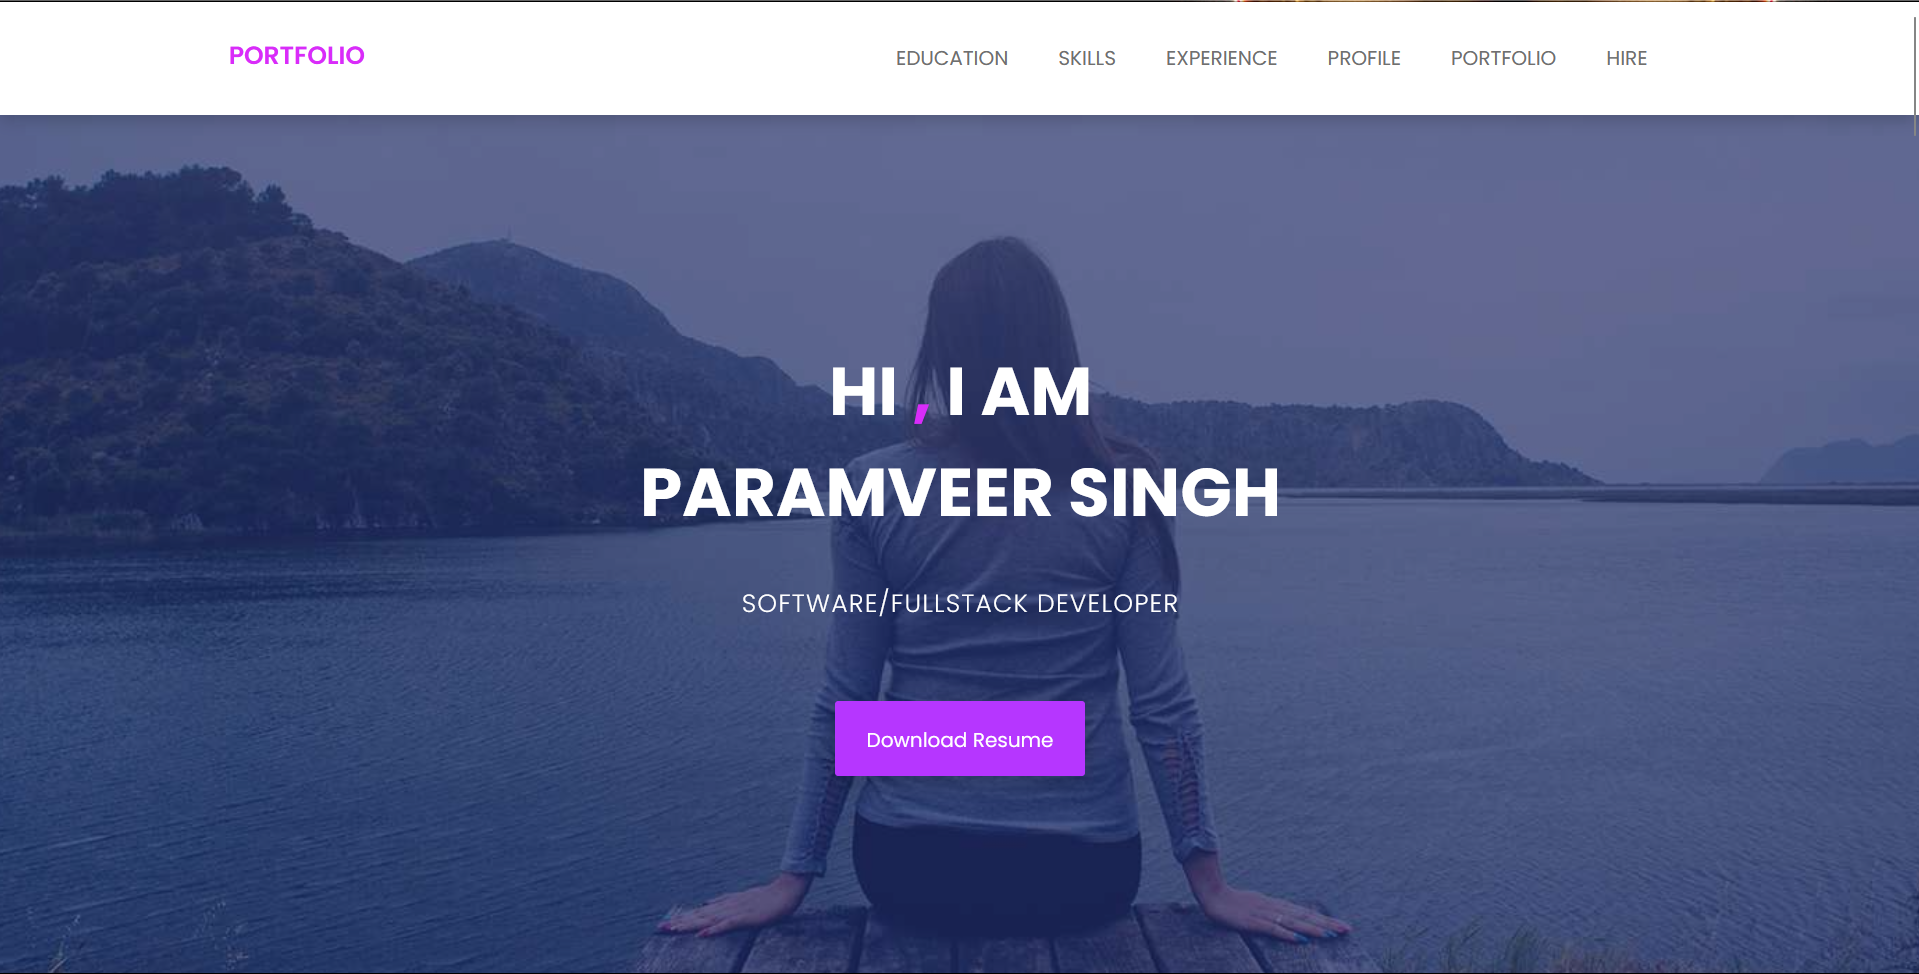 PORTFOLIO
EDUCATION SKILLS EXPERIENCE PROFILE PORTFOLIO HIRE
HI , I AM
PARAMVEER SINGH
SOFTWARE/FULLSTACK DEVELOPER
Download Resume